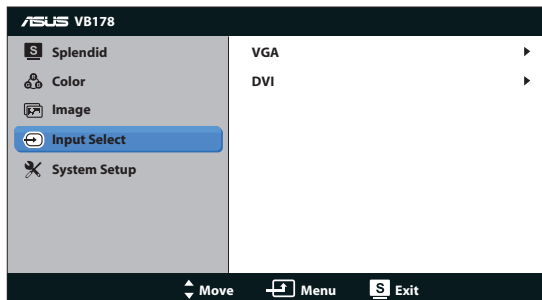 ASUS VB178
S Splendid
Color
Image
Input Select
System Setup
VGA
DVI
Move Menu S Exit